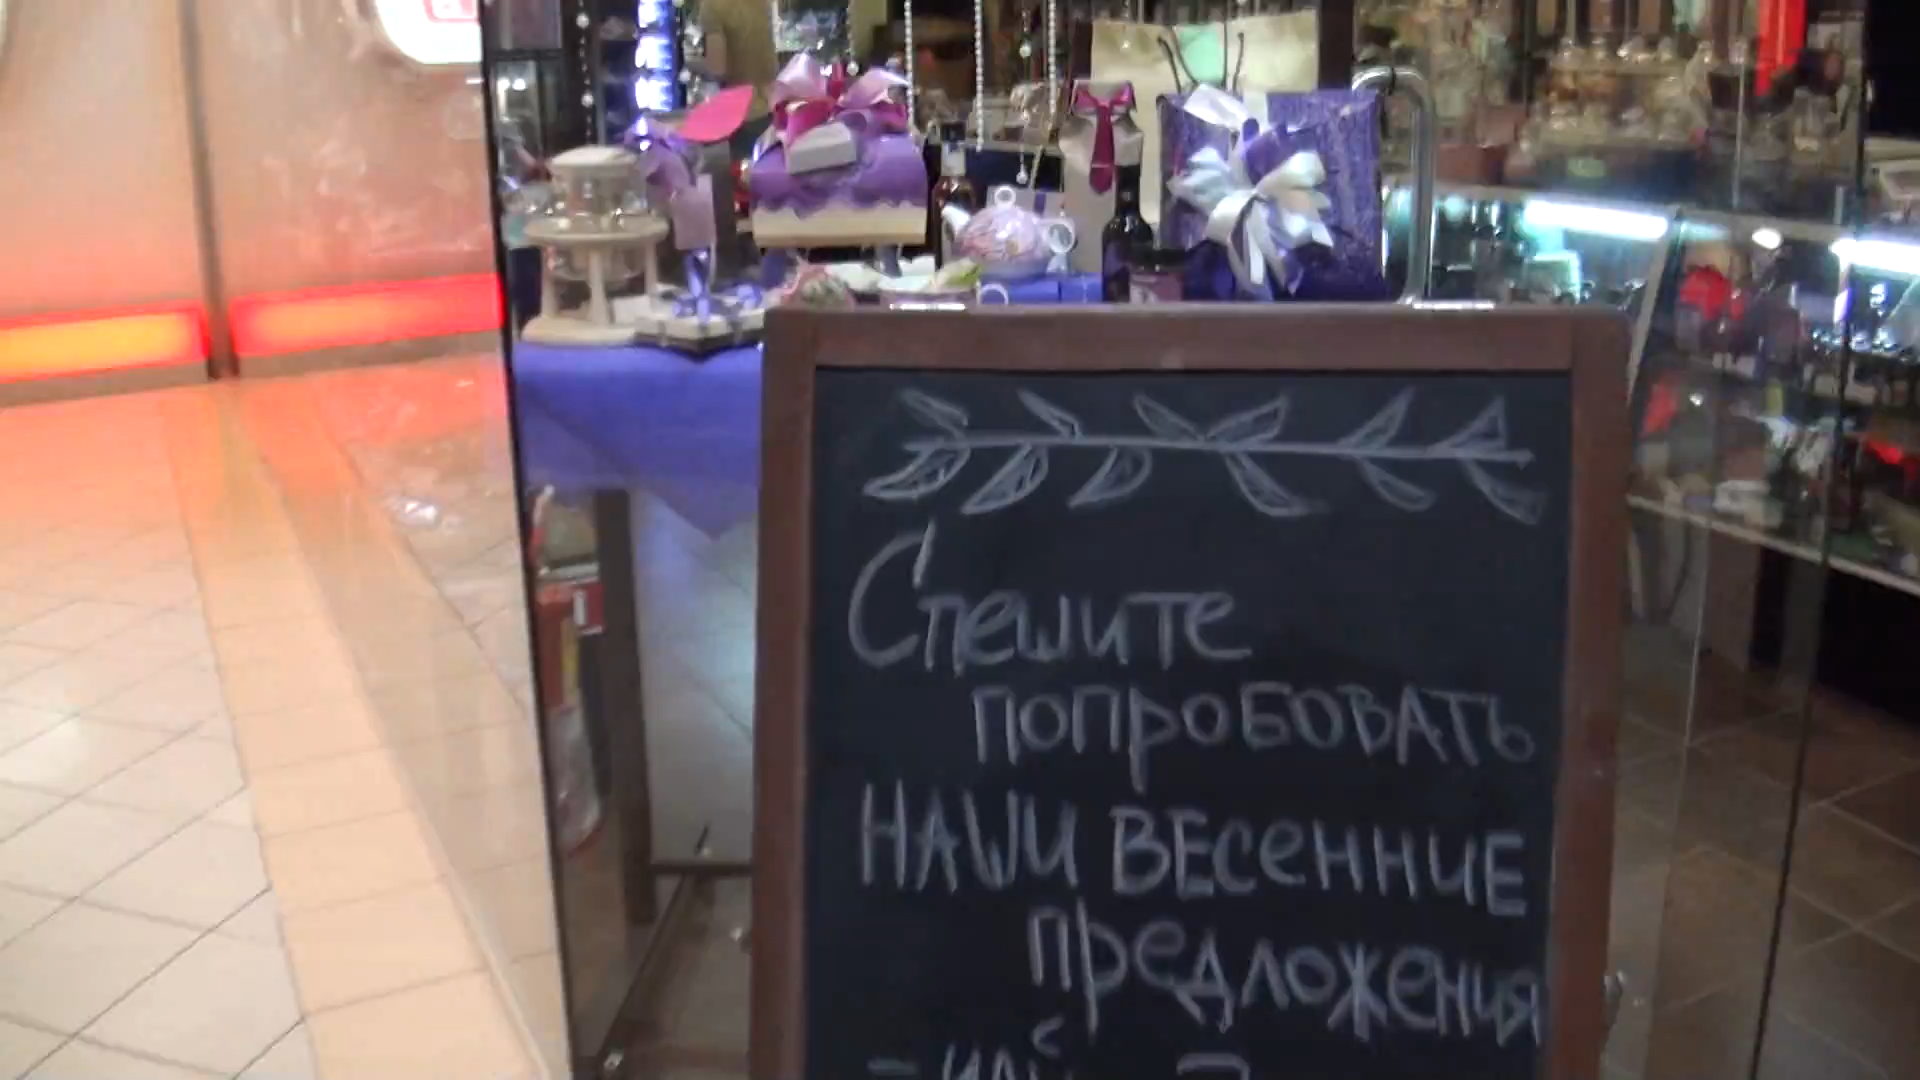 Спешите
попробовать
наши весенние
предложения